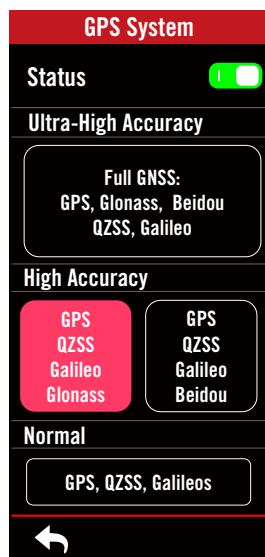 GPS System
Status
Ultra-High Accuracy
Full GNSS:
GPS, Glonass, Beidou
QZSS, Galileo
High Accuracy
GPS
QZSS
Galileo
Glonass
GPS
QZSS
Galileo
Beidou
Normal
GPS, QZSS, Galileos